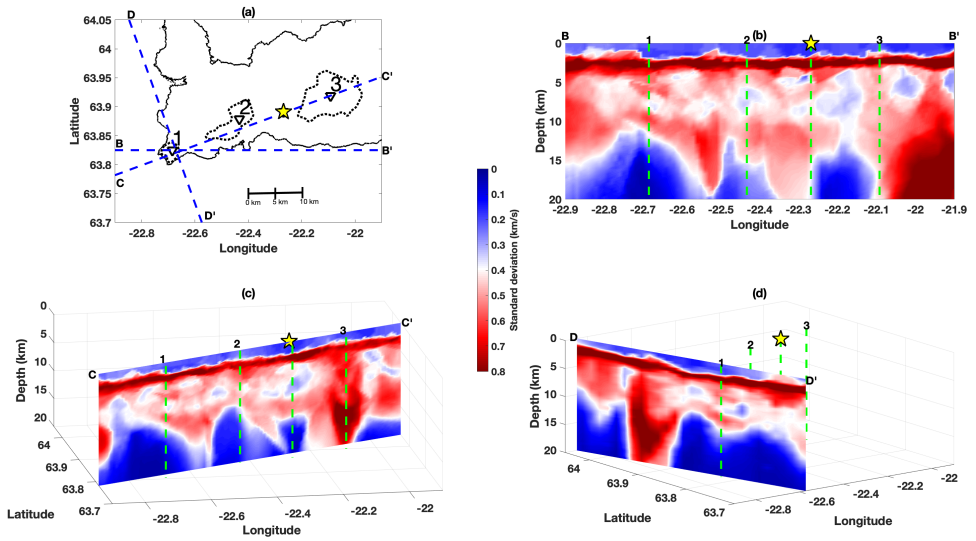 (a)
64.05
64
63.95
63.9
63.85
63.8
63.75
63.7
Latitude
D
C'
3
2
1
B
B'
C
D'
0 km 5 km 10 km
-22.8 -22.6 -22.4 -22.2 -22
Longitude
(b)
B 1 2 3 B'
0
5
10
15
20
Depth (km)
-22.9 -22.8 -22.7 -22.6 -22.5 -22.4 -22.3 -22.2 -22.1 -22 -21.9
Longitude
0
0.1
0.2
0.3
0.4
0.5
0.6
0.7
0.8
Standard deviation (km/s)
(c)
0
5
10
15
20
Depth (km)
C 1 2 3 C'
64
63.9
63.8
63.7
Latitude
-22.8 -22.6 -22.4 -22.2 -22
Longitude
(d)
0
5
10
15
20
Depth (km)
D 1 2 3 D'
64
63.9
63.8
63.7
Latitude
-22.8 -22.6 -22.4 -22.2 -22
Longitude